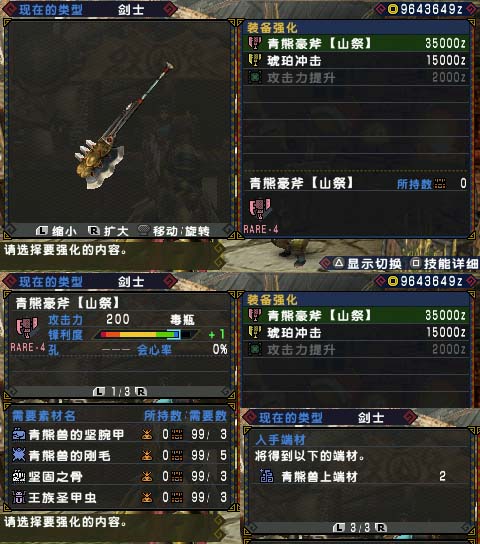 现在的类型 剑士
9643649z
装备强化
青熊豪斧【山祭】 35000z
琥珀冲击 15000z
攻击力提升 2000z
青熊豪斧【山祭】 所持数 0
RARE-4
L 缩小 R 扩大 移动/旋转
请选择要强化的内容。
△显示切换 □技能详细
现在的类型 剑士
9643649z
青熊豪斧【山祭】
攻击力 200 毒瓶
锋利度 +1
孔 --- 会心率 0%
RARE-4
L 1/3 R
装备强化
青熊豪斧【山祭】 35000z
琥珀冲击 15000z
攻击力提升 2000z
需要素材名 所持数/需要数
青熊兽的坚腕甲 0 99/ 3
青熊兽的刚毛 0 99/ 5
坚固之骨 0 99/ 3
王族圣甲虫 0 99/ 3
请选择要强化的内容。
现在的类型 剑士
入手端材
将得到以下的端材。
青熊兽上端材 2
L 3/3 R